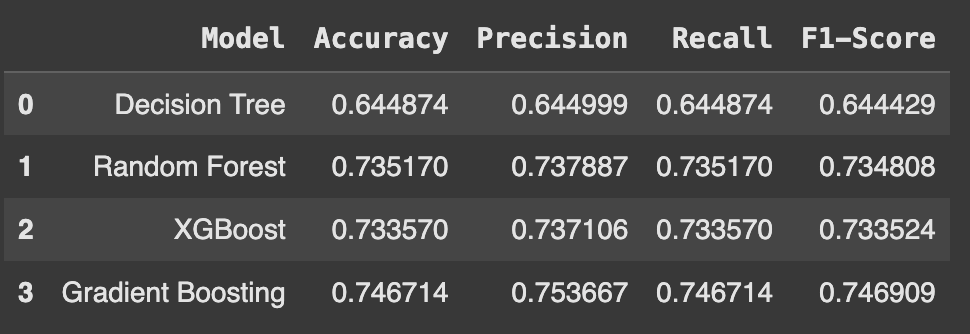 Model Accuracy Precision Recall F1-Score
0 Decision Tree 0.644874 0.644999 0.644874 0.644429
1 Random Forest 0.735170 0.737887 0.735170 0.734808
2 XGBoost 0.733570 0.737106 0.733570 0.733524
3 Gradient Boosting 0.746714 0.753667 0.746714 0.746909